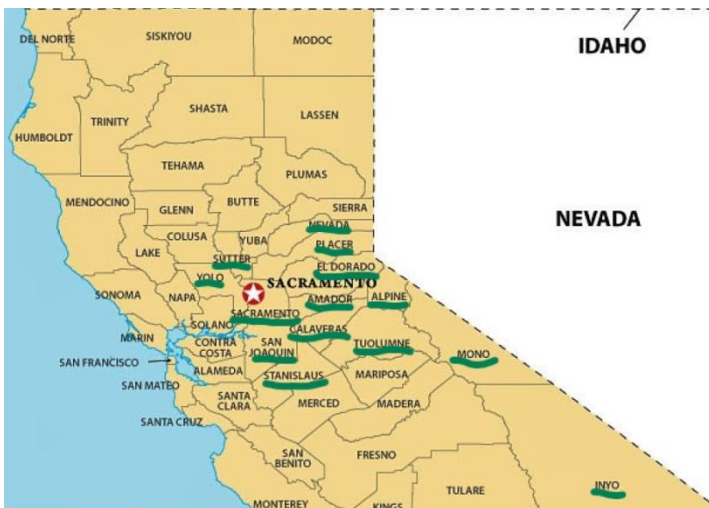 DEL NORTE
SISKIYOU
MODOC
IDAHO
HUMBOLDT
TRINITY
SHASTA
LASSEN
TEHAMA
PLUMAS
MENDOCINO
GLENN
BUTTE
SIERRA
NEVADA
NEVADA
LAKE
COLUSA
YUBA
PLACER
SUTTER
EL DORADO
YOLO
SACRAMENTO
SONOMA
NAPA
AMADOR
ALPINE
SACRAMENTO
SOLANO
CALAVERAS
MARIN
CONTRA
COSTA
SAN
JOAQUIN
TUOLUMNE
MONO
SAN FRANCISCO
ALAMEDA
STANISLAUS
MARIPOSA
SAN MATEO
SANTA
CLARA
MERCED
MADERA
SANTA CRUZ
SAN
BENITO
FRESNO
INYO
TULARE
MONTEREY
KINGS